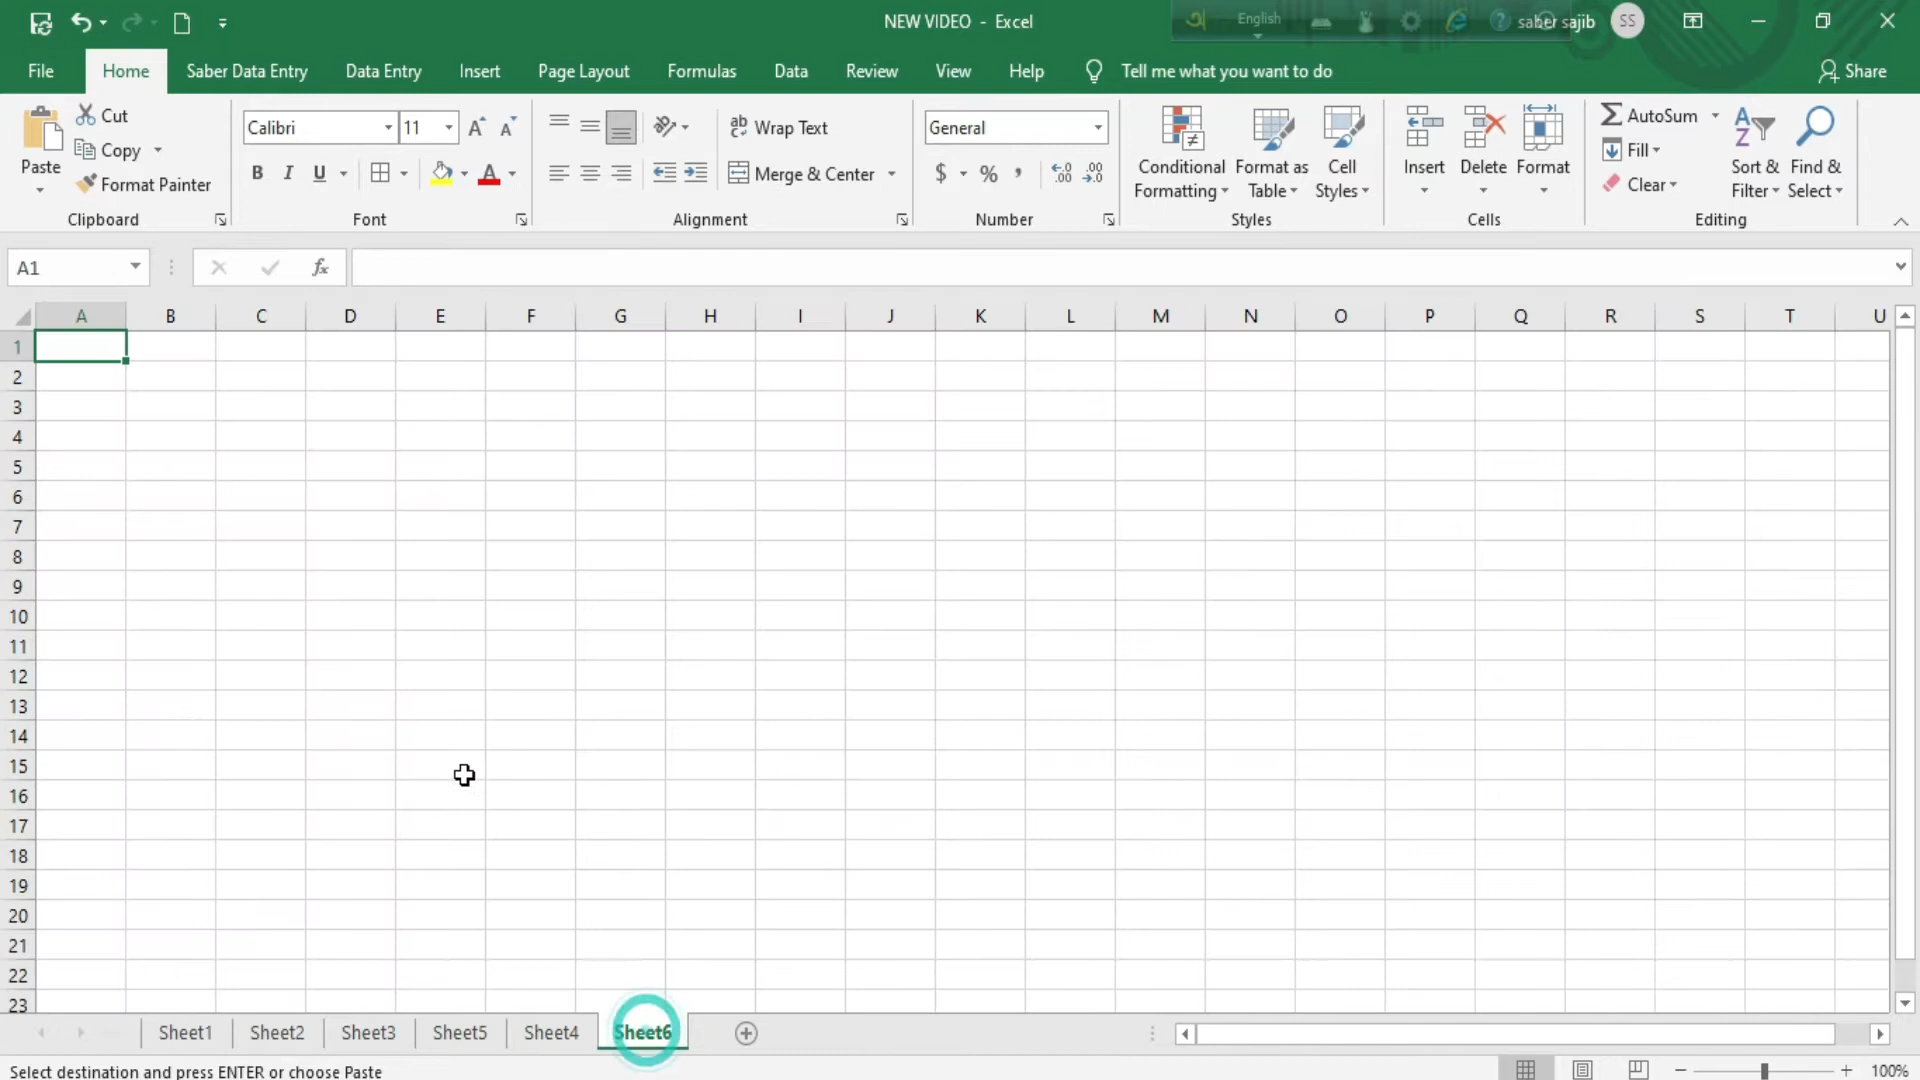 NEW VIDEO - Excel
অ English
saber sajib SS
File Home Saber Data Entry Data Entry Insert Page Layout Formulas Data Review View Help Tell me what you want to do Share
Paste
Cut
Copy
Format Painter
Clipboard
Calibri 11
B I U A
Font
ab Wrap Text
Merge & Center
Alignment
General
$ % ,
Number
Conditional Formatting
Format as Table
Cell Styles
Styles
Insert
Delete
Format
Cells
AutoSum
Fill
Clear
Sort & Filter
Find & Select
Editing
A1 fx
A B C D E F G H I J K L M N O P Q R S T U
1
2
3
4
5
6
7
8
9
10
11
12
13
14
15
16
17
18
19
20
21
22
23
Sheet1 Sheet2 Sheet3 Sheet5 Sheet4 Sheet6
Select destination and press ENTER or choose Paste 100%